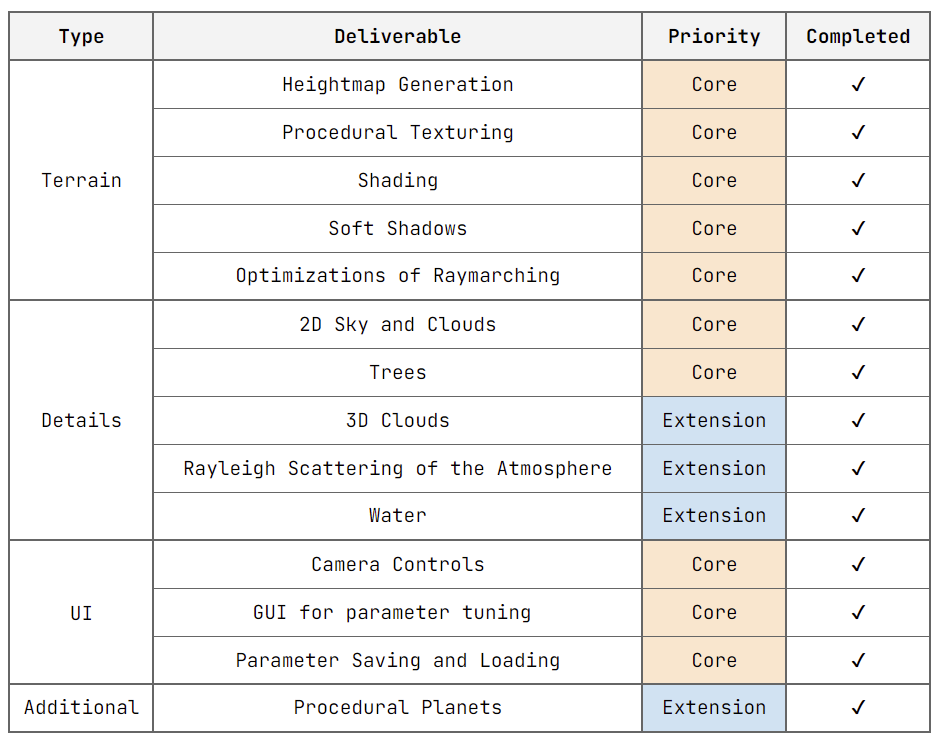 Type Deliverable Priority Completed
Heightmap Generation Core ✓
Procedural Texturing Core ✓
Terrain Shading Core ✓
Soft Shadows Core ✓
Optimizations of Raymarching Core ✓
2D Sky and Clouds Core ✓
Trees Core ✓
Details 3D Clouds Extension ✓
Rayleigh Scattering of the Atmosphere Extension ✓
Water Extension ✓
Camera Controls Core ✓
UI GUI for parameter tuning Core ✓
Parameter Saving and Loading Core ✓
Additional Procedural Planets Extension ✓